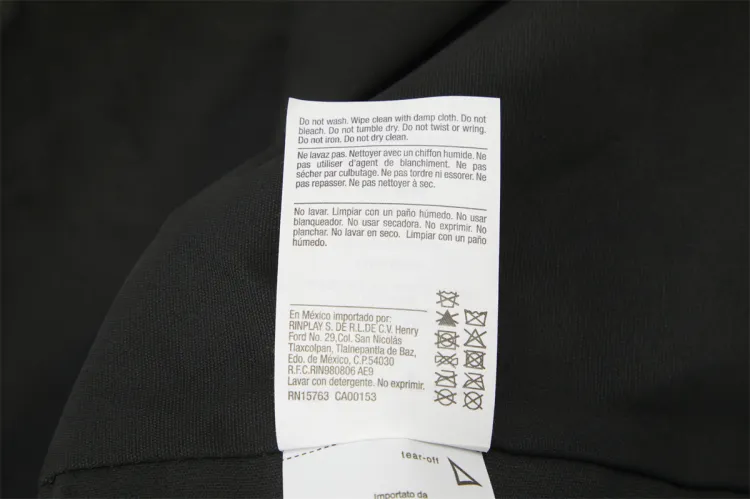 Do not wash. Wipe clean with damp cloth. Do not
bleach. Do not tumble dry. Do not twist or wring.
Do not iron. Do not dry clean.
Ne lavaz pas. Nettoyer avec un chiffon humide. Ne
pas utiliser d'agent de blanchiment. Ne pas
sécher par culbutage. Ne pas tordre ni essorer. Ne
pas repasser. Ne pas nettoyer à sec.
No lavar. Limpiar con un paño húmedo. No usar
blanqueador. No usar secadora. No exprimir. No
planchar. No lavar en seco. Limpiar con un paño
húmedo.
En México importado por:
RINPLAY S. DE R.L.DE C.V. Henry
Ford No. 29,Col. San Nicolás
Tlaxcolpan, Tlalnepantla de Baz,
Edo. de México, C.P.54030
R.F.C.RIN980806 AE9
Lavar con detergente. No exprimir.
RN15763 CA00153
tear-off
Importato da